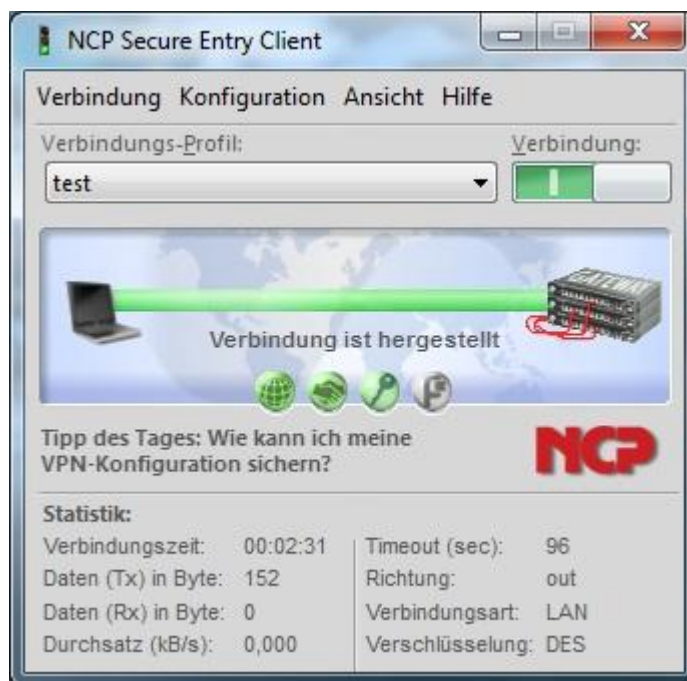 NCP Secure Entry Client
Verbindung Konfiguration Ansicht Hilfe
Verbindungs-Profil: Verbindung:
test
Verbindung ist hergestellt
Tipp des Tages: Wie kann ich meine
VPN-Konfiguration sichern?
NCP
Statistik:
Verbindungszeit: 00:02:31 Timeout (sec): 96
Daten (Tx) in Byte: 152 Richtung: out
Daten (Rx) in Byte: 0 Verbindungsart: LAN
Durchsatz (kB/s): 0,000 Verschlüsselung: DES